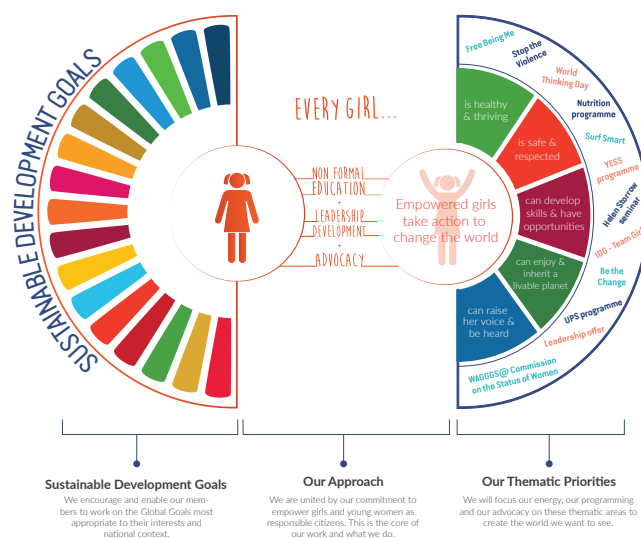 SUSTAINABLE DEVELOPMENT GOALS
EVERY GIRL...
NON FORMAL
EDUCATION
+
LEADERSHIP
DEVELOPMENT
+
ADVOCACY
Empowered girls
take action to
change the world
is healthy
& thriving
is safe &
respected
can develop
skills & have
opportunities
can enjoy &
inherit a
livable planet
can raise
her voice &
be heard
Free Being Me
Stop the
Violence
World
Thinking Day
Nutrition
programme
Surf Smart
YESS
programme
Helen Storrow
seminar
IDG - Team Girl
Be the
Change
UPS programme
Leadership offer
WAGGGS@ Commission
on the Status of Women
Sustainable Development Goals
We encourage and enable our mem-
bers to work on the Global Goals most
appropriate to their interests and
national context.
Our Approach
We are united by our commitment to
empower girls and young women as
responsible citizens. This is the core of
our work and what we do.
Our Thematic Priorities
We will focus our energy, our programming
and our advocacy on these thematic areas to
create the world we want to see.